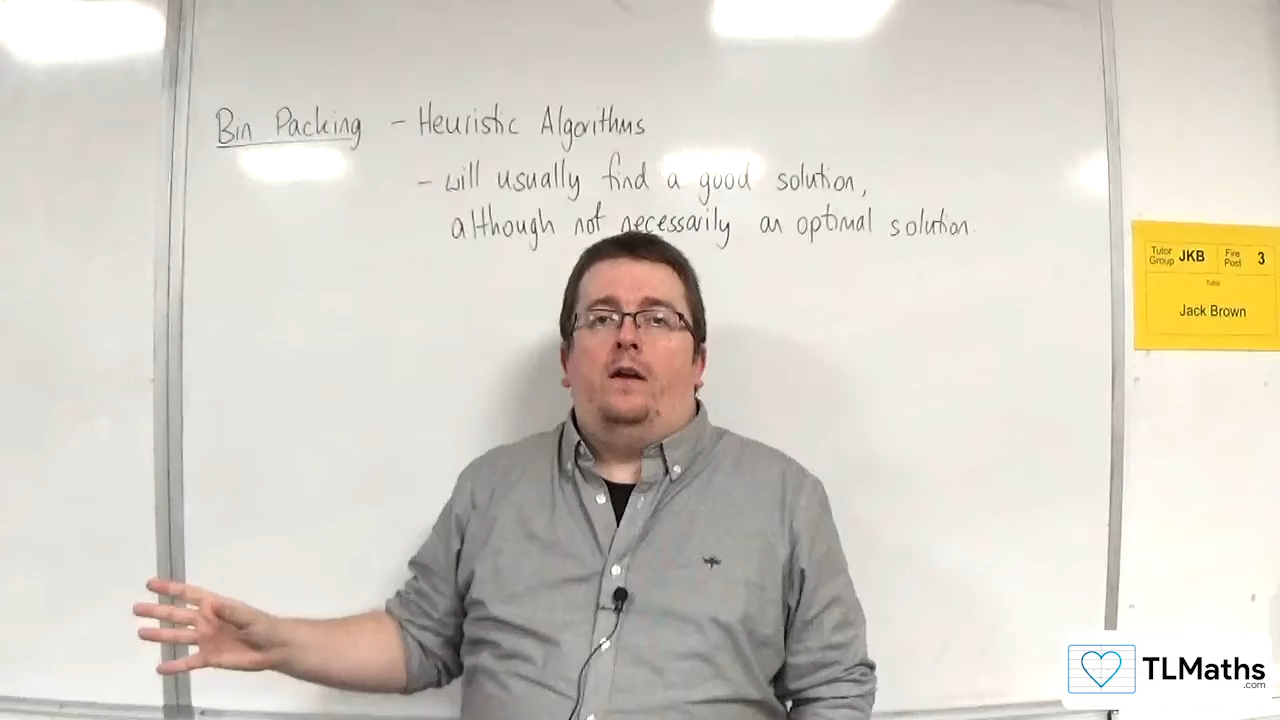 Bin Packing - Heuristic Algorithms
- will usually find a good solution,
although not necessarily an optimal solution.
Tutor Group JKB Fire Post 3
Tutor
Jack Brown
TLMaths
.com